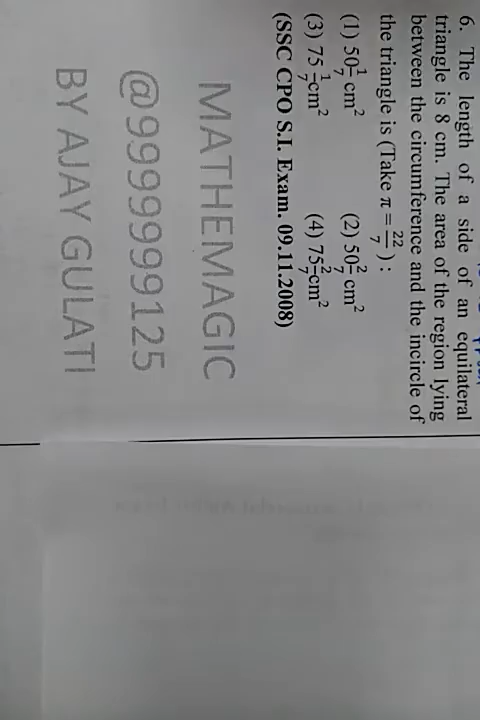 6. The length of a side of an equilateral
triangle is 8 cm. The area of the region lying
between the circumference and the incircle of
the triangle is (Take π = 22/7) :
(1) 50 1/7 cm² (2) 50 2/7 cm²
(3) 75 1/7 cm² (4) 75 2/7 cm²
(SSC CPO S.I. Exam. 09.11.2008)
MATHEMAGIC
@9999999125
BY AJAY GULATI